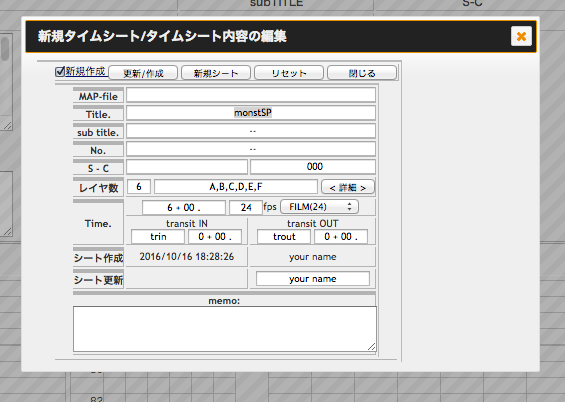 subTITLE S-C
新規タイムシート/タイムシート内容の編集
新規作成 更新/作成 新規シート リセット 閉じる
MAP-file
Title. monstSP
sub title. --
No. --
S - C 000
レイヤ数 6 A,B,C,D,E,F < 詳細 >
Time. 6 + 00 . 24 fps FILM(24)
transit IN transit OUT
trin 0 + 00 . trout 0 + 00 .
シート作成 2016/10/16 18:28:26 your name
シート更新 your name
memo:
82